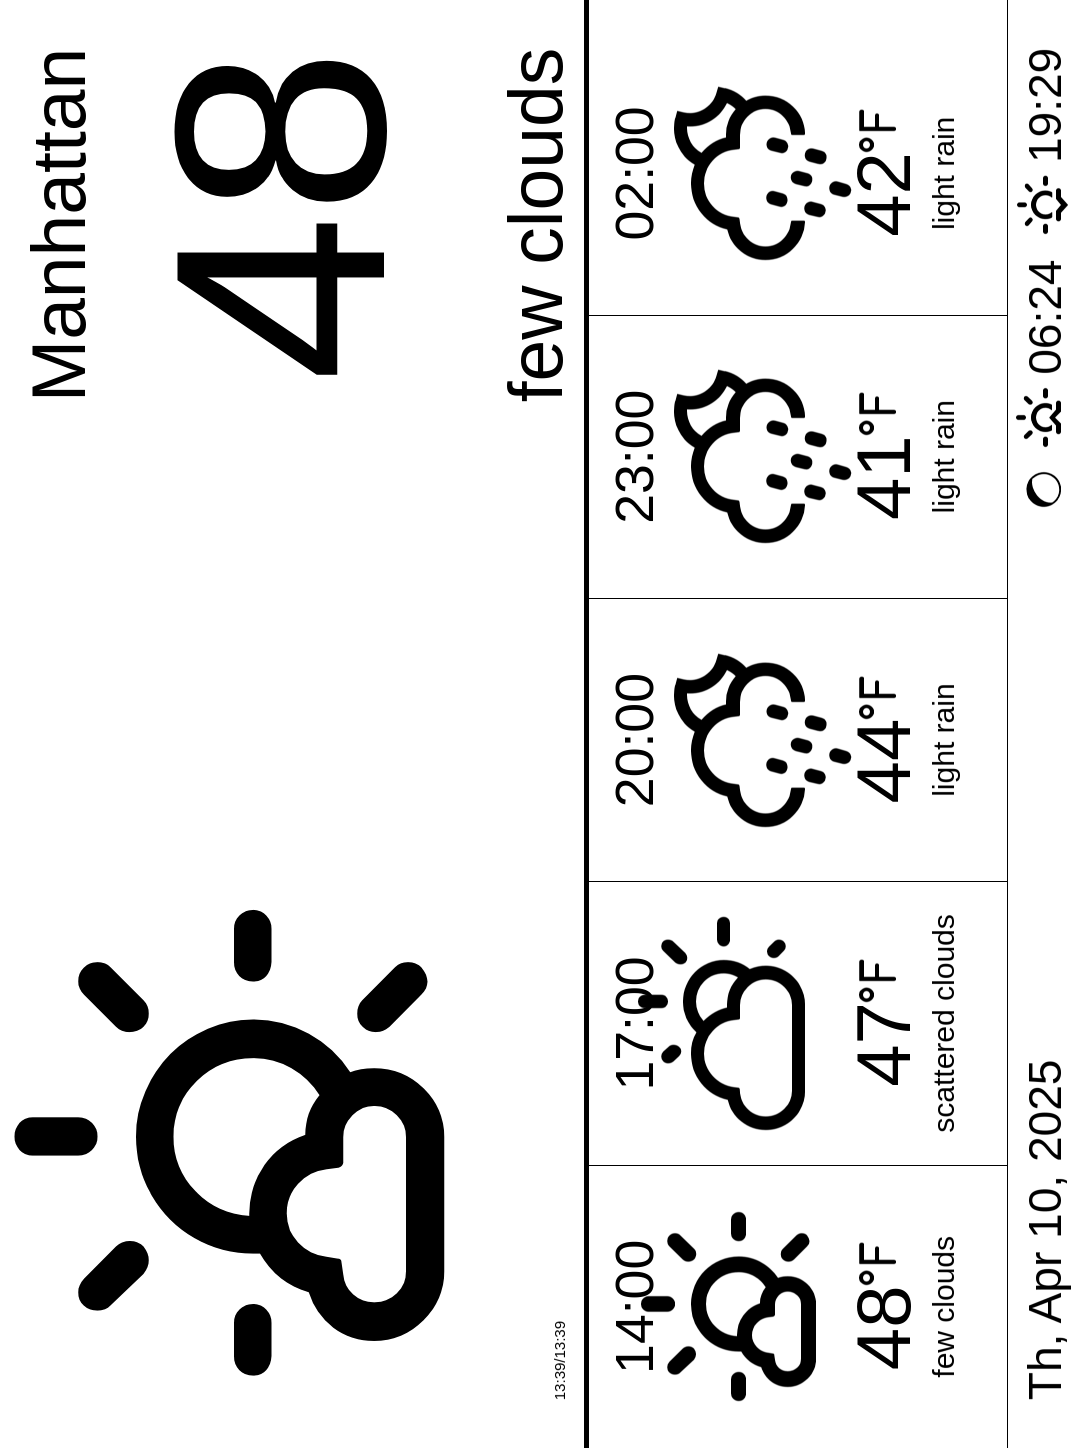 Manhattan
48
few clouds
13:39/13:39
14:00
48°F
few clouds
17:00
47°F
scattered clouds
20:00
44°F
light rain
23:00
41°F
light rain
02:00
42°F
light rain
Th, Apr 10, 2025
06:24
19:29